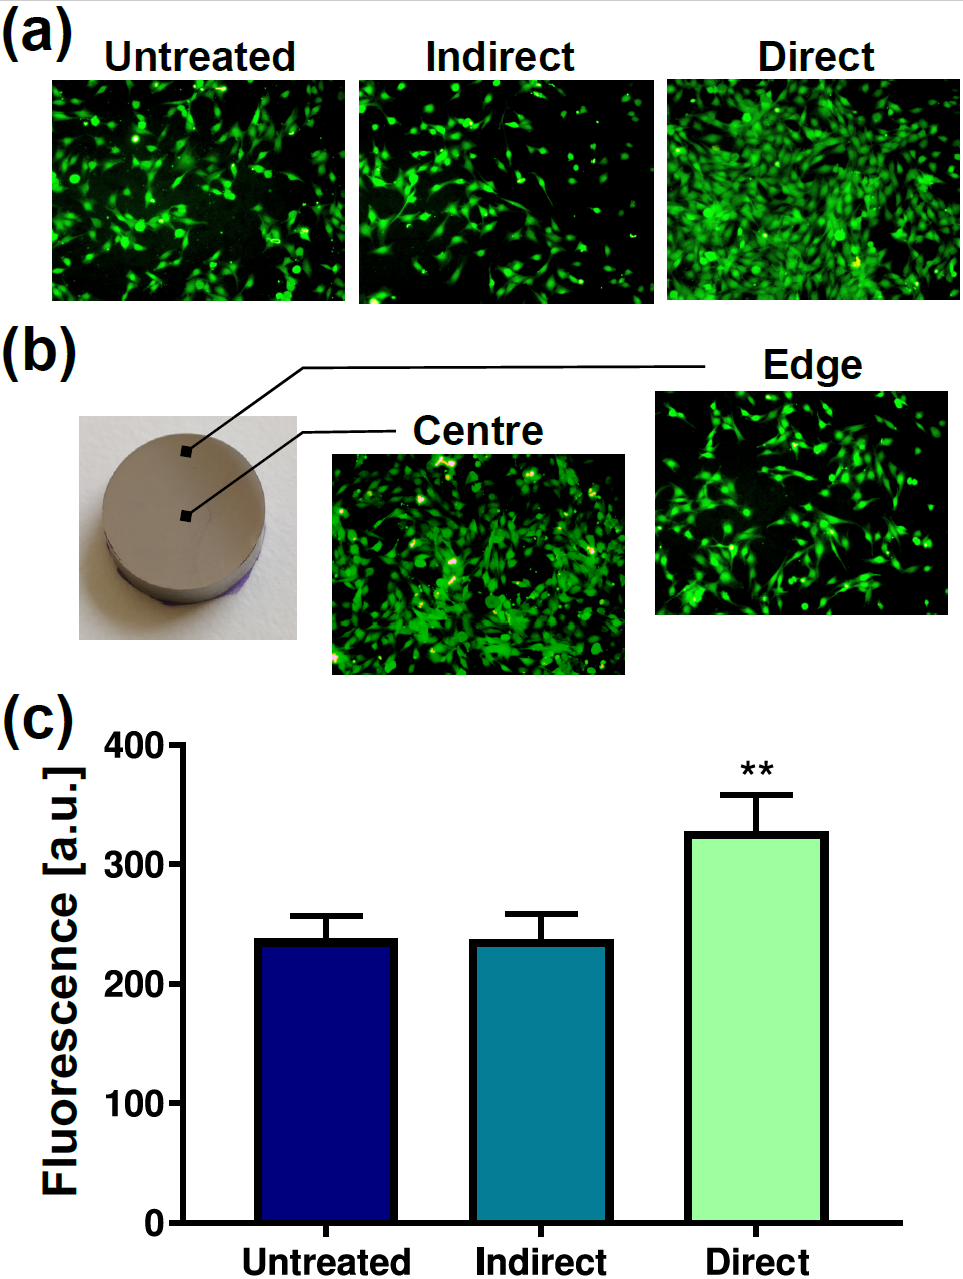 (a)
Untreated
Indirect
Direct
(b)
Edge
Centre
(c)
Fluorescence [a.u.]
400
300
200
100
0
**
Untreated
Indirect
Direct